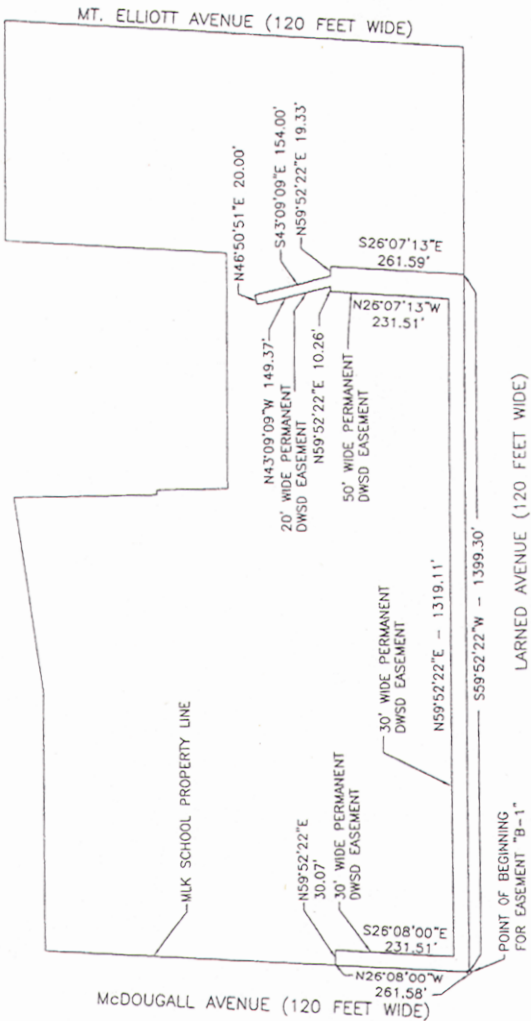 MT. ELLIOTT AVENUE (120 FEET WIDE)
N46°50'51"E 20.00'
S43°09'09"E 154.00'
N59°52'22"E 19.33'
S26°07'13"E
261.59'
N26°07'13"W
231.51'
N43°09'09"W 149.37'
20' WIDE PERMANENT
DWSD EASEMENT
N59°52'22"E 10.26'
50' WIDE PERMANENT
DWSD EASEMENT
LARNED AVENUE (120 FEET WIDE)
S59°52'22"W - 1399.30'
N59°52'22"E - 1319.11'
30' WIDE PERMANENT
DWSD EASEMENT
MLK SCHOOL PROPERTY LINE
N59°52'22"E
30.07'
30' WIDE PERMANENT
DWSD EASEMENT
S26°08'00"E
231.51'
N26°08'00"W
261.58'
POINT OF BEGINNING
FOR EASEMENT "B-1"
McDOUGALL AVENUE (120 FEET WIDE)